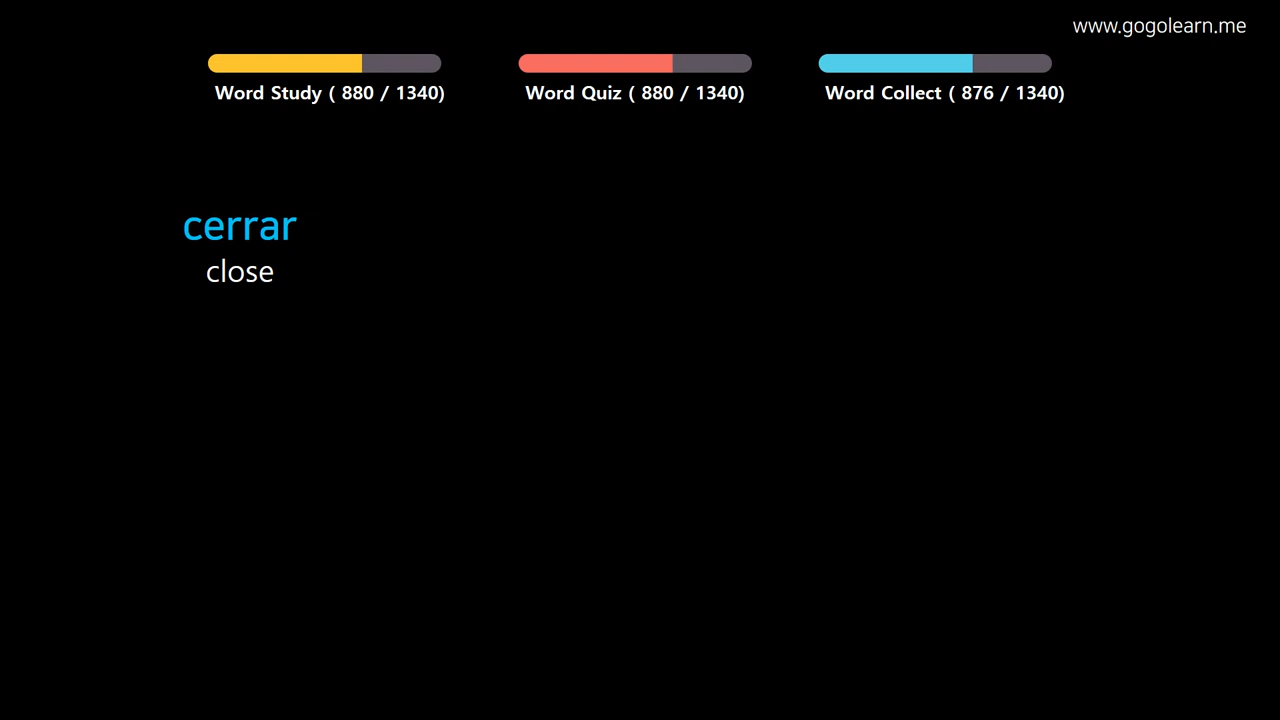 www.gogolearn.me
Word Study ( 880 / 1340)
Word Quiz ( 880 / 1340)
Word Collect ( 876 / 1340)
cerrar
close